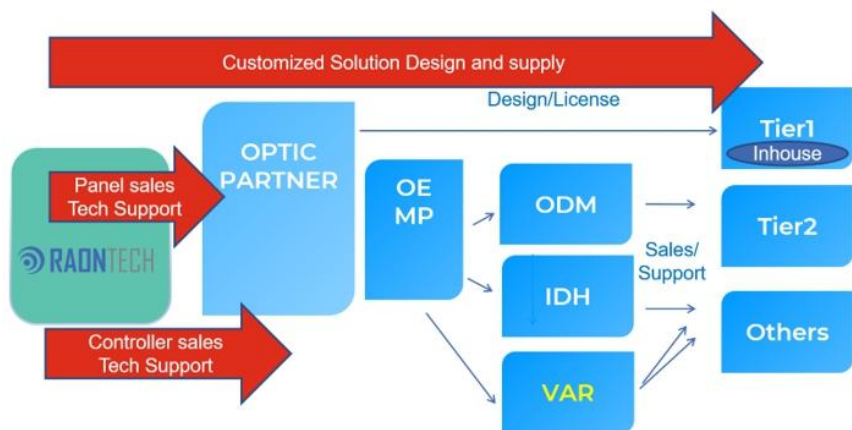 Customized Solution Design and supply
Design/License
Tier1
Inhouse
OPTIC
PARTNER
Panel sales
Tech Support
RAONTECH
OE
MP
ODM
Tier2
Sales/
Support
IDH
Controller sales
Tech Support
Others
VAR